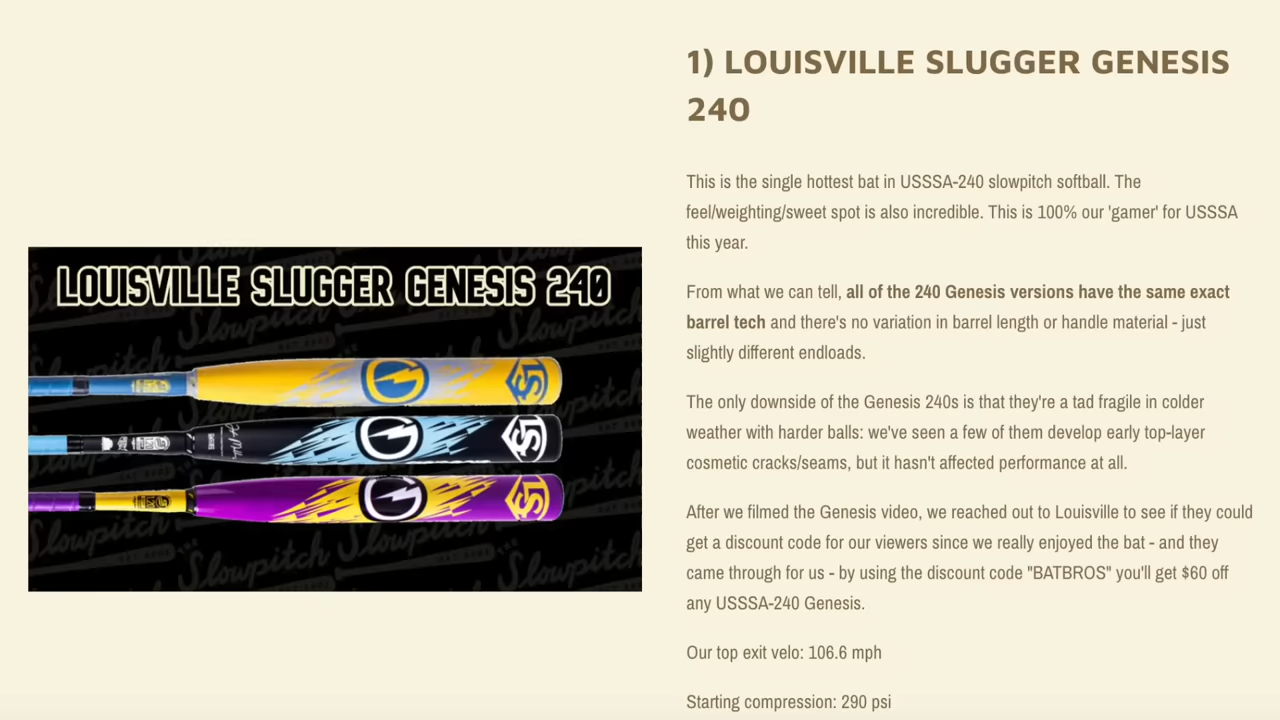 1) LOUISVILLE SLUGGER GENESIS
240
This is the single hottest bat in USSSA-240 slowpitch softball. The
feel/weighting/sweet spot is also incredible. This is 100% our 'gamer' for USSSA
this year.
From what we can tell, all of the 240 Genesis versions have the same exact
barrel tech and there's no variation in barrel length or handle material - just
slightly different endloads.
The only downside of the Genesis 240s is that they're a tad fragile in colder
weather with harder balls: we've seen a few of them develop early top-layer
cosmetic cracks/seams, but it hasn't affected performance at all.
After we filmed the Genesis video, we reached out to Louisville to see if they could
get a discount code for our viewers since we really enjoyed the bat - and they
came through for us - by using the discount code "BATBROS" you'll get $60 off
any USSSA-240 Genesis.
Our top exit velo: 106.6 mph
Starting compression: 290 psi
LOUISVILLE SLUGGER GENESIS 240
Slowpitch
Slowpitch
Slowpitch
Slowpitch